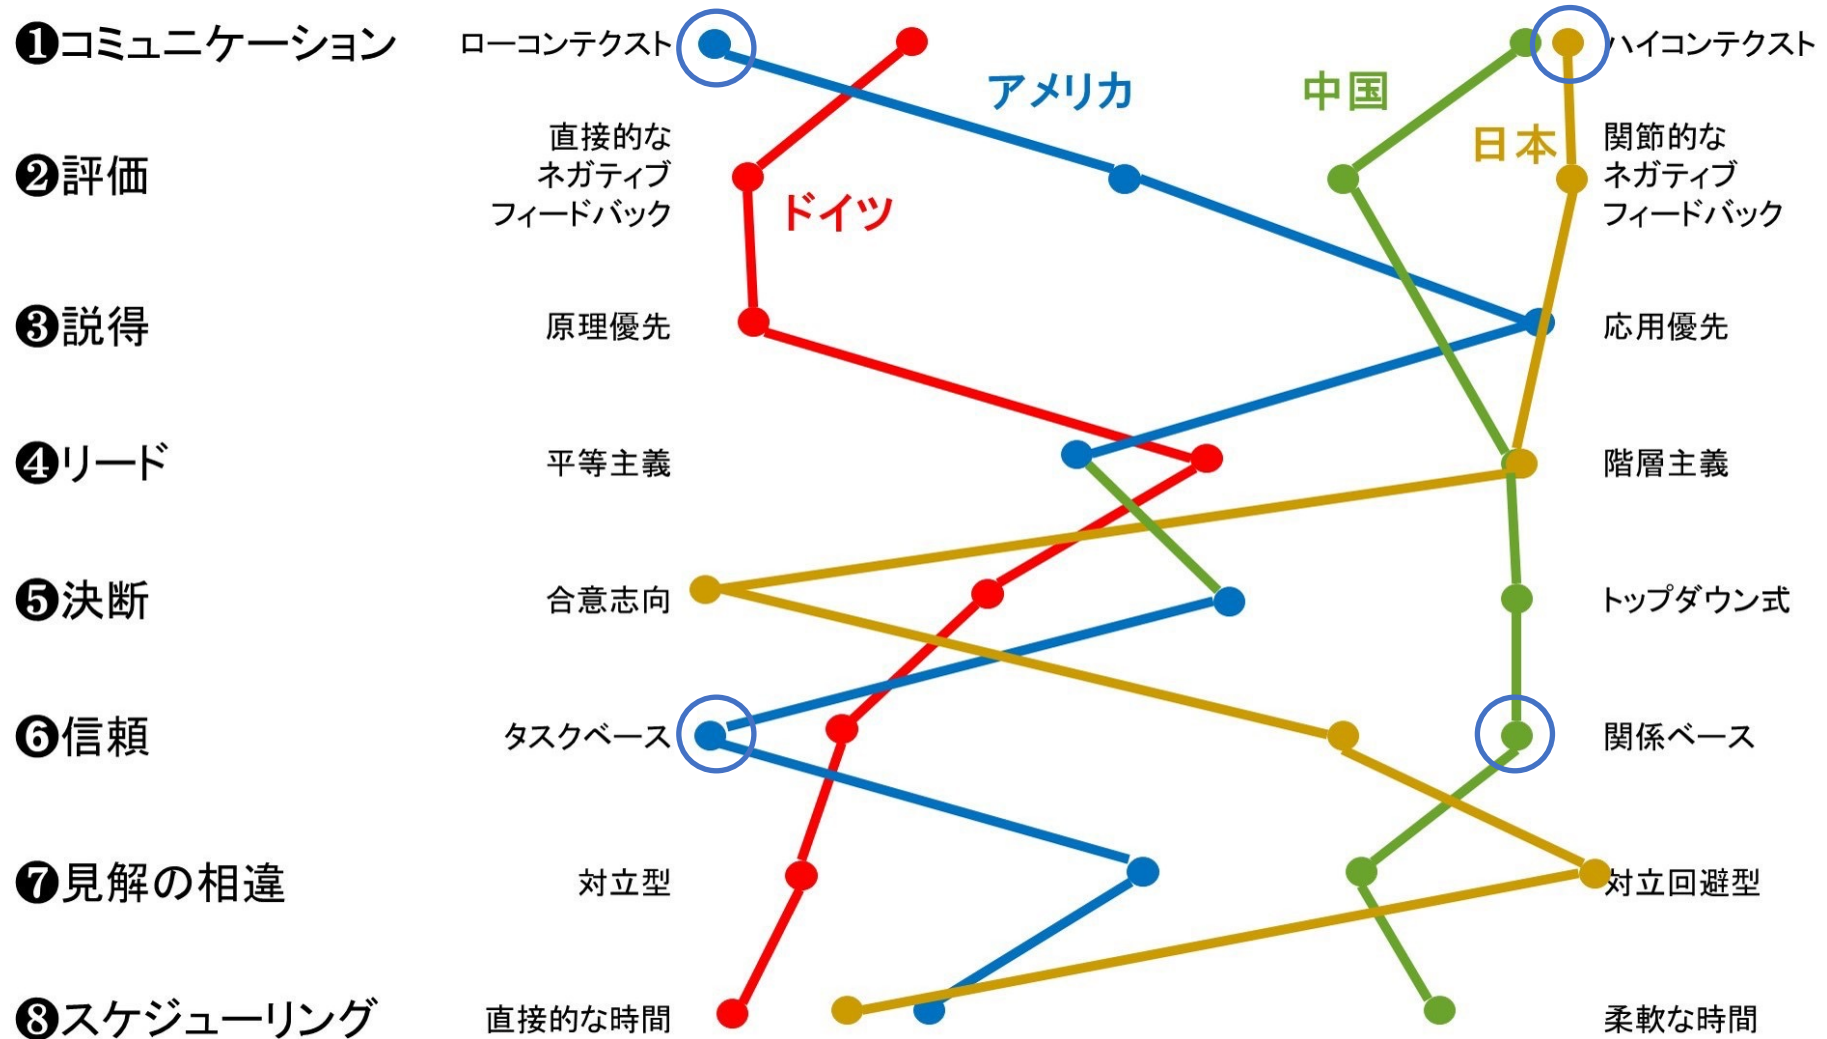 ❶コミュニケーション
ローコンテクスト
アメリカ
中国
ハイコンテクスト
日本
❷評価
直接的な
ネガティブ
フィードバック
ドイツ
関節的な
ネガティブ
フィードバック
❸説得
原理優先
応用優先
❹リード
平等主義
階層主義
❺決断
合意志向
トップダウン式
❻信頼
タスクベース
関係ベース
❼見解の相違
対立型
対立回避型
❽スケジューリング
直接的な時間
柔軟な時間